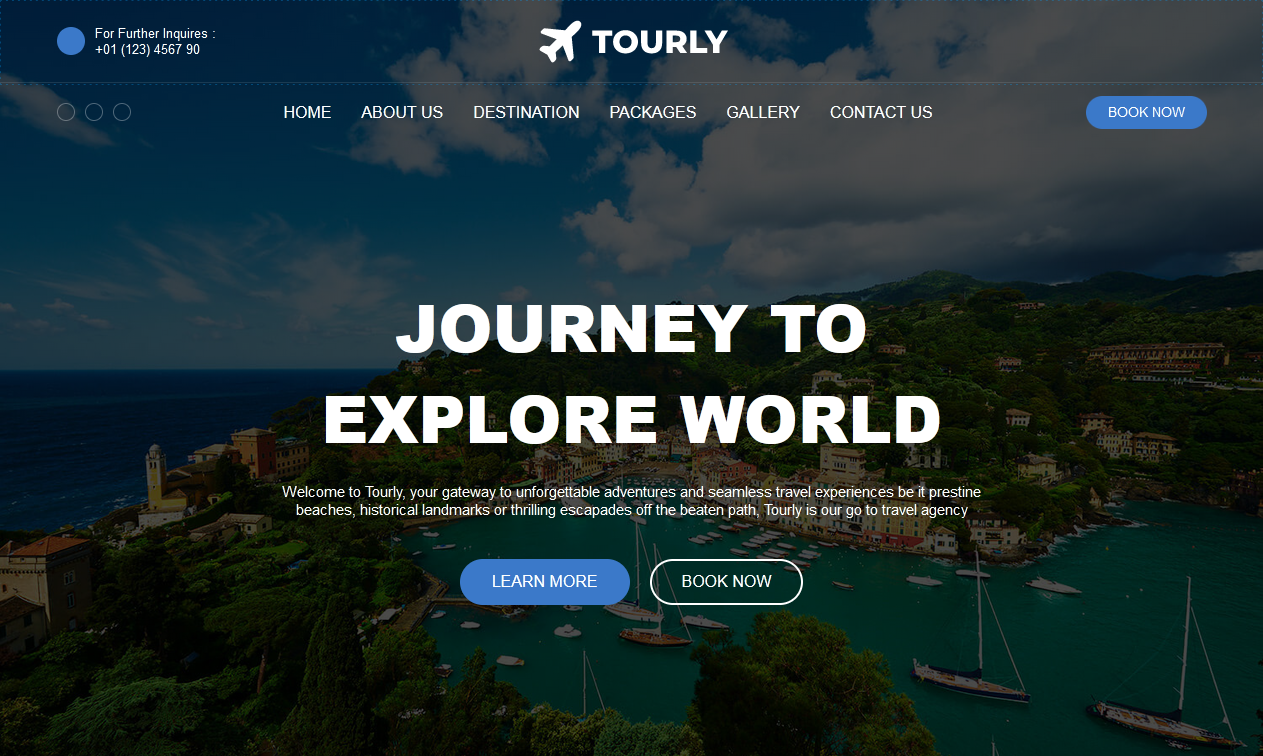 For Further Inquires :
+01 (123) 4567 90
TOURLY
HOME ABOUT US DESTINATION PACKAGES GALLERY CONTACT US
BOOK NOW
JOURNEY TO
EXPLORE WORLD
Welcome to Tourly, your gateway to unforgettable adventures and seamless travel experiences be it prestine
beaches, historical landmarks or thrilling escapades off the beaten path, Tourly is our go to travel agency
LEARN MORE
BOOK NOW